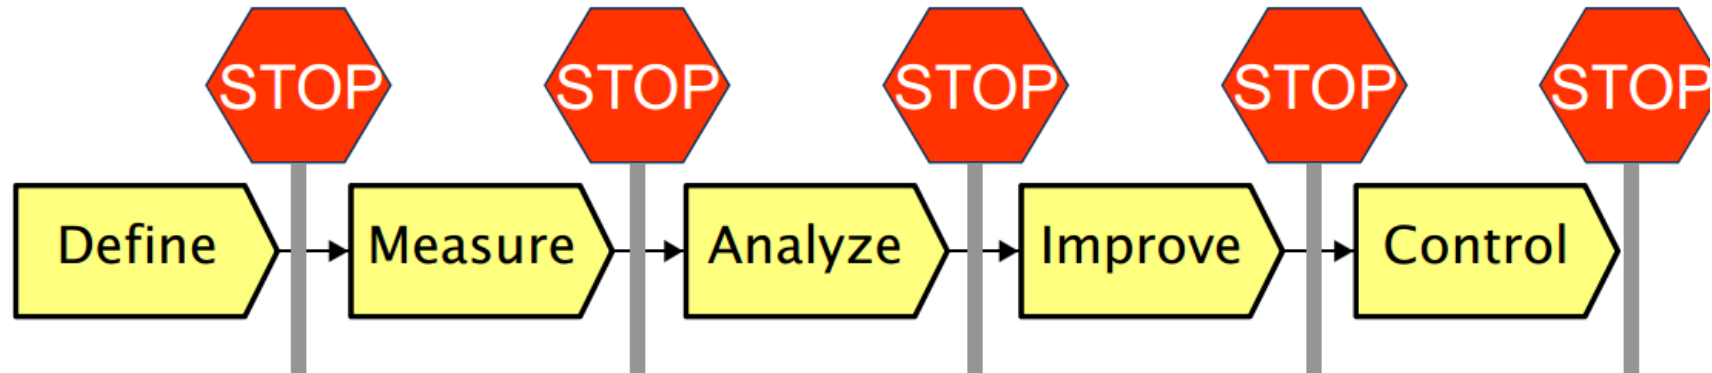 STOP STOP STOP STOP STOP
Define Measure Analyze Improve Control